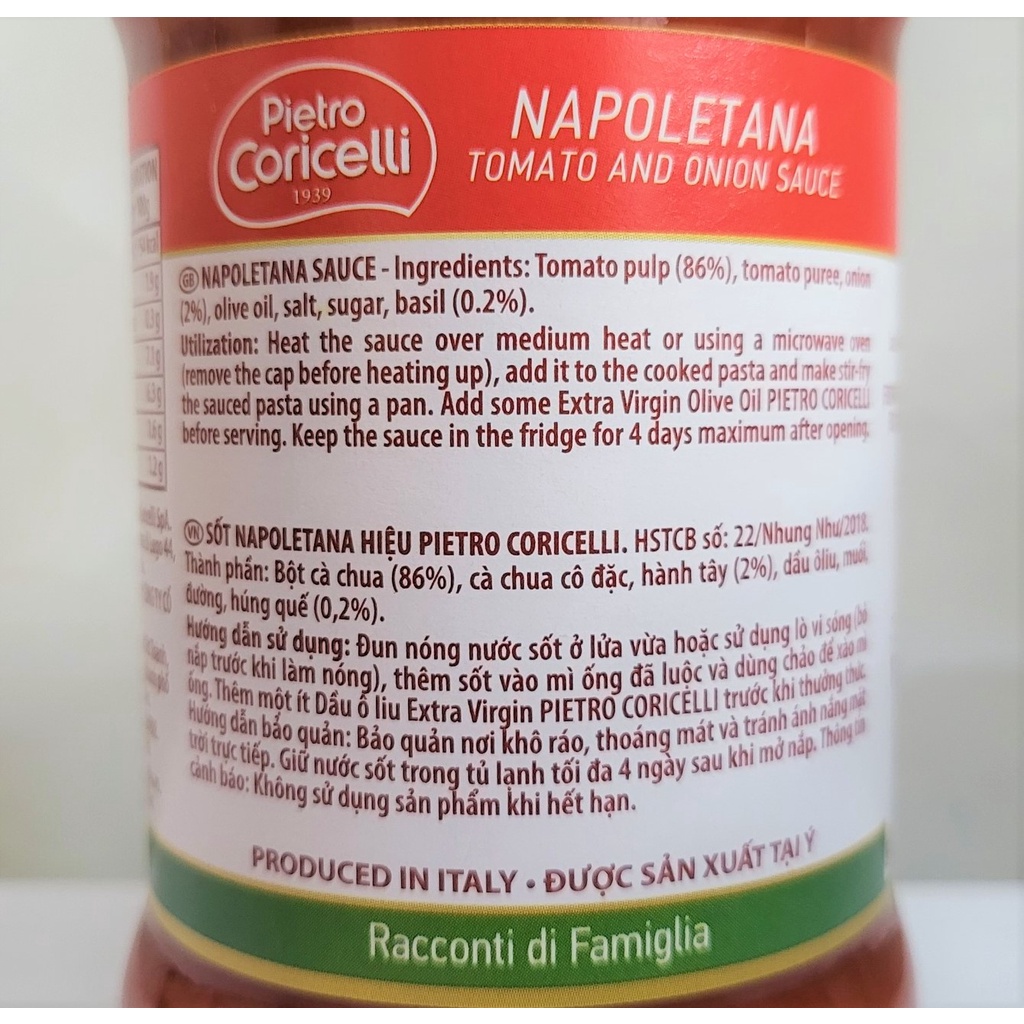 Pietro
Coricelli
1939
NAPOLETANA
TOMATO AND ONION SAUCE
GB NAPOLETANA SAUCE - Ingredients: Tomato pulp (86%), tomato puree, onion
(2%), olive oil, salt, sugar, basil (0.2%).
Utilization: Heat the sauce over medium heat or using a microwave oven
(remove the cap before heating up), add it to the cooked pasta and make stir-fry
the sauced pasta using a pan. Add some Extra Virgin Olive Oil PIETRO CORICELLI
before serving. Keep the sauce in the fridge for 4 days maximum after opening.
VN SỐT NAPOLETANA HIỆU PIETRO CORICELLI. HSTCB số: 22/Nhung Nhu/2018.
Thành phần: Bột cà chua (86%), cà chua cô đặc, hành tây (2%), dầu ôliu, muối,
đường, húng quế (0,2%).
Hướng dẫn sử dụng: Đun nóng nước sốt ở lửa vừa hoặc sử dụng lò vi sóng (bỏ
nắp trước khi làm nóng), thêm sốt vào mì ống đã luộc và dùng chảo để xào mì
ống. Thêm một ít Dầu ô liu Extra Virgin PIETRO CORICELLI trước khi thưởng thức.
Hướng dẫn bảo quản: Bảo quản nơi khô ráo, thoáng mát và tránh ánh nắng mặt
trời trực tiếp. Giữ nước sốt trong tủ lạnh tối đa 4 ngày sau khi mở nắp. Thông tin
cảnh báo: Không sử dụng sản phẩm khi hết hạn.
PRODUCED IN ITALY • ĐƯỢC SẢN XUẤT TẠI Ý
Racconti di Famiglia